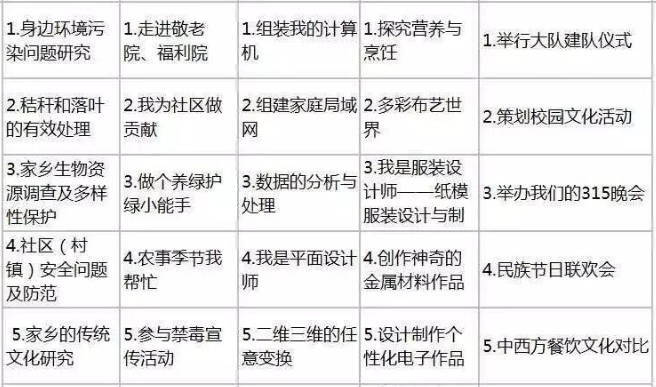 1.身边环境污
染问题研究
1.走进敬老
院、福利院
1.组装我的计算
机
1.探究营养与
烹饪
1.举行大队建队仪式
2.秸秆和落叶
的有效处理
2.我为社区做
贡献
2.组建家庭局域
网
2.多彩布艺世
界
2.策划校园文化活动
3.家乡生物资
源调查及多样
性保护
3.做个养绿护
绿小能手
3.数据的分析与
处理
3.我是服装设
计师——纸模
服装设计与制
3.举办我们的315晚会
4.社区（村
镇）安全问题
及防范
4.农事季节我
帮忙
4.我是平面设计
师
4.创作神奇的
金属材料作品
4.民族节日联欢会
5.家乡的传统
文化研究
5.参与禁毒宣
传活动
5.二维三维的任
意变换
5.设计制作个
性化电子作品
5.中西方餐饮文化对比